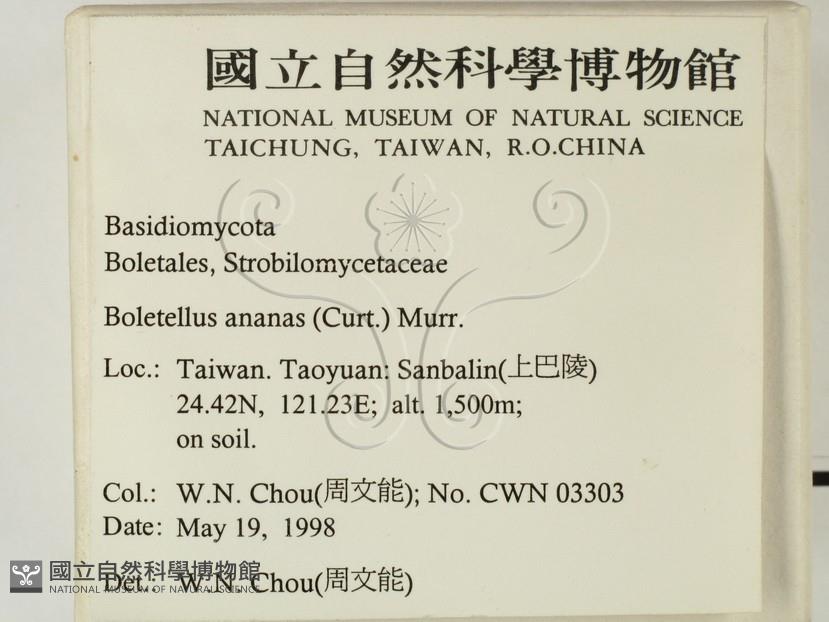 國立自然科學博物館
NATIONAL MUSEUM OF NATURAL SCIENCE
TAICHUNG, TAIWAN, R.O.CHINA
Basidiomycota
Boletales, Strobilomycetaceae
Boletellus ananas (Curt.) Murr.
Loc.: Taiwan. Taoyuan: Sanbalin(上巴陵)
24.42N, 121.23E; alt. 1,500m;
on soil.
Col.: W.N. Chou(周文能); No. CWN 03303
Date: May 19, 1998
Det.: W.N. Chou(周文能)
國立自然科學博物館
NATIONAL MUSEUM OF NATURAL SCIENCE